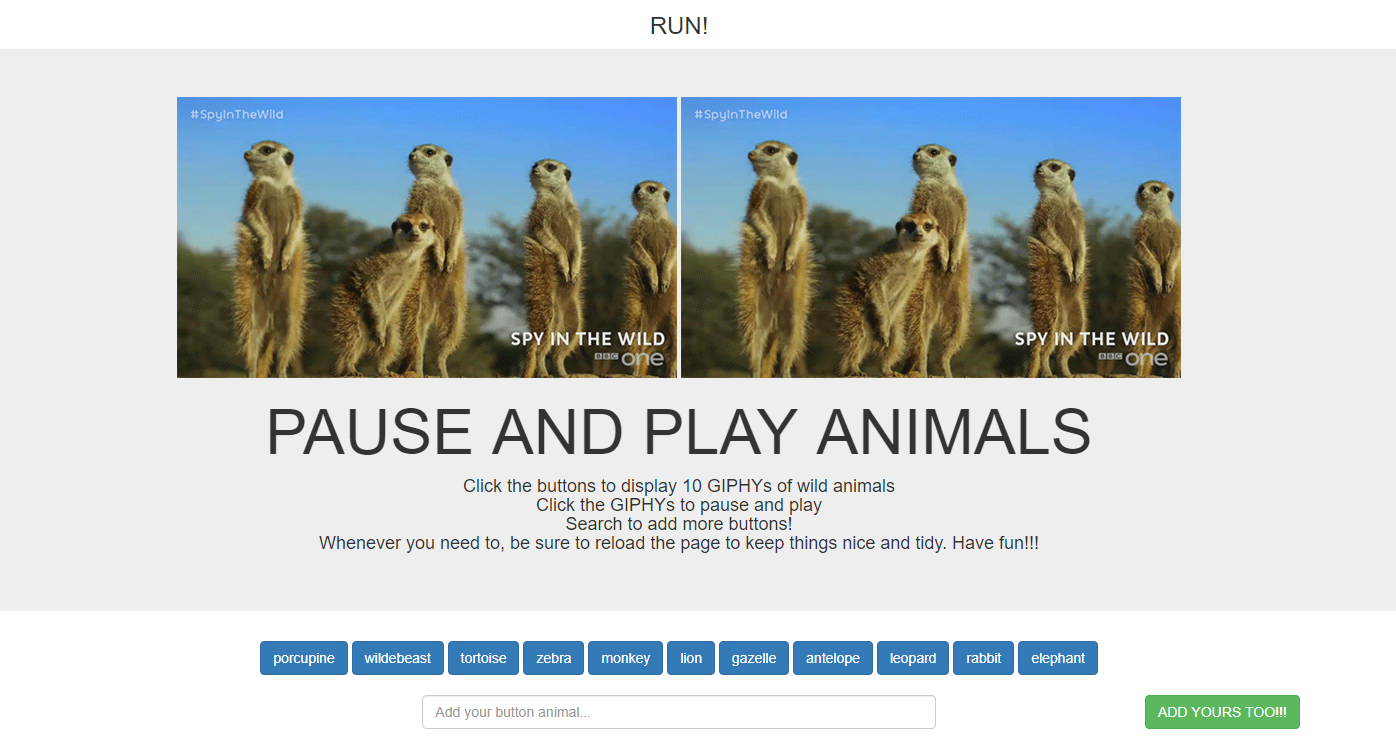 RUN!
#SpyInTheWild
#SpyInTheWild
SPY IN THE WILD
BBC one
SPY IN THE WILD
BBC one
PAUSE AND PLAY ANIMALS
Click the buttons to display 10 GIPHYs of wild animals
Click the GIPHYs to pause and play
Search to add more buttons!
Whenever you need to, be sure to reload the page to keep things nice and tidy. Have fun!!!
porcupine wildebeast tortoise zebra monkey lion gazelle antelope leopard rabbit elephant
Add your button animal... ADD YOURS TOO!!!